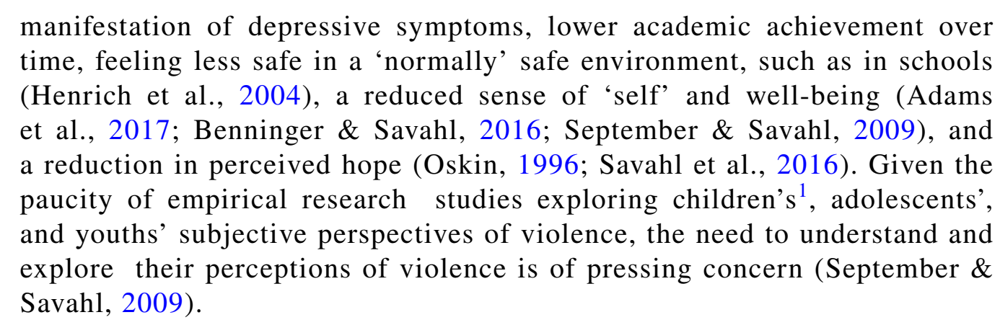 manifestation of depressive symptoms, lower academic achievement over
time, feeling less safe in a ‘normally’ safe environment, such as in schools
(Henrich et al., 2004), a reduced sense of ‘self’ and well-being (Adams
et al., 2017; Benninger & Savahl, 2016; September & Savahl, 2009), and
a reduction in perceived hope (Oskin, 1996; Savahl et al., 2016). Given the
paucity of empirical research studies exploring children’s¹, adolescents’,
and youths’ subjective perspectives of violence, the need to understand and
explore their perceptions of violence is of pressing concern (September &
Savahl, 2009).